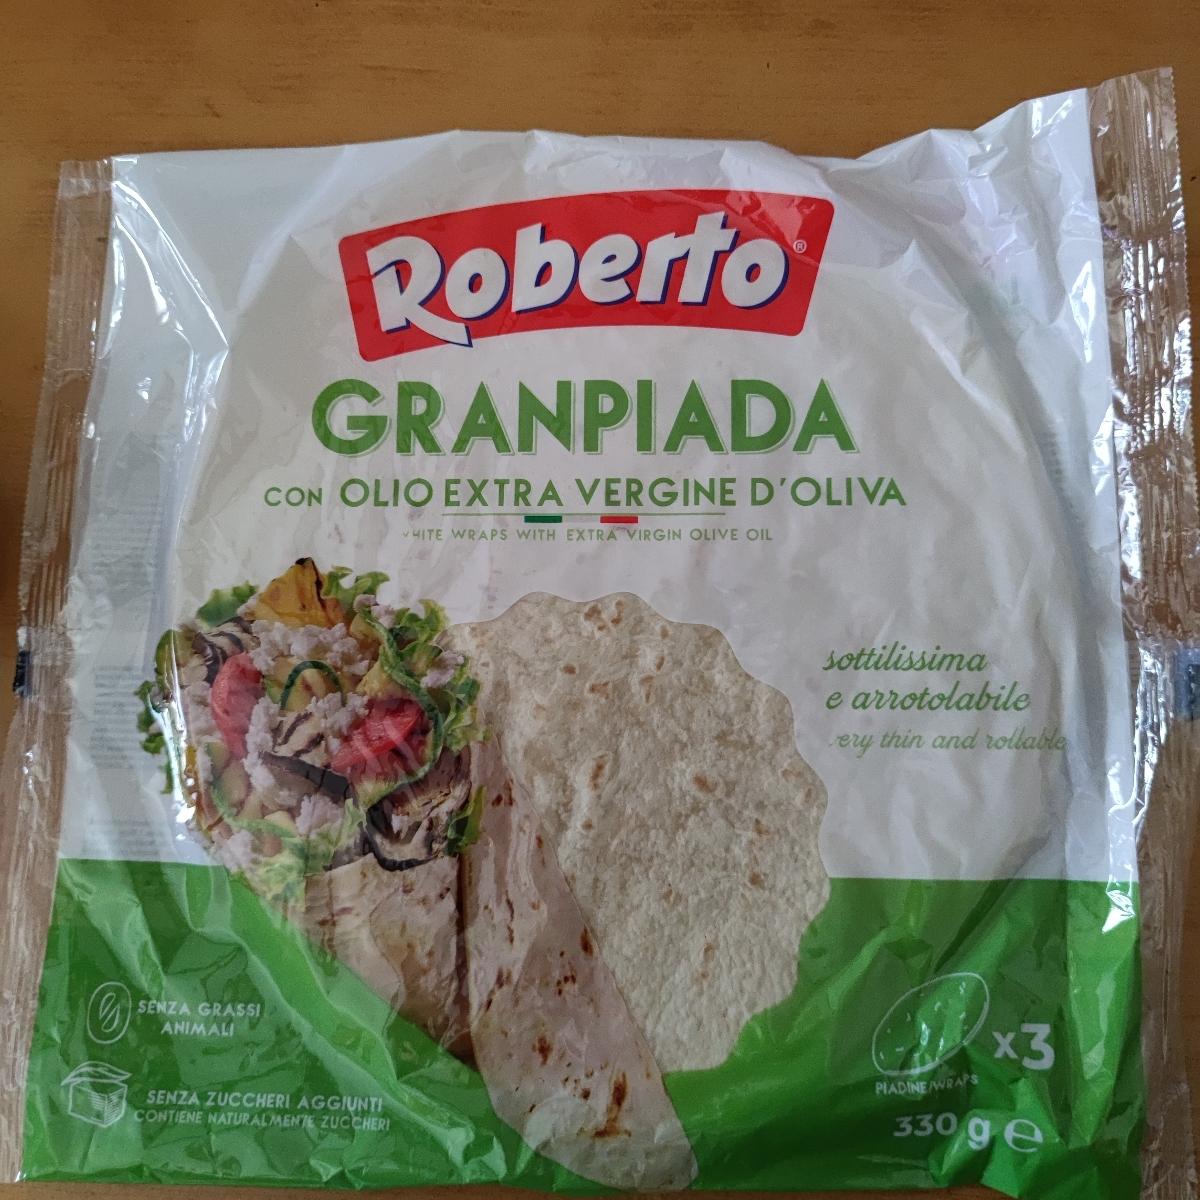 Roberto®
GRANPIADA
CON OLIO EXTRA VERGINE D'OLIVA
WRAPS WITH EXTRA VIRGIN OLIVE OIL
sottilissima
e arrotolabile
ery thin and rollable
SENZA GRASSI
ANIMALI
x3
PIADINE/WRAPS
SENZA ZUCCHERI AGGIUNTI
CONTIENE NATURALMENTE ZUCCHERI
330 g ℮